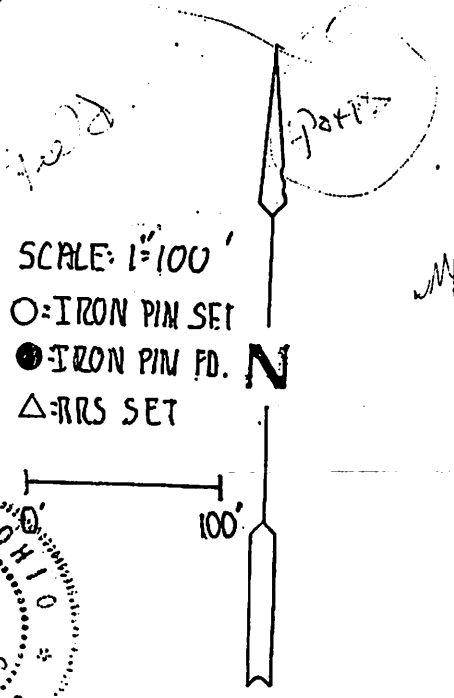 SCALE: 1"=100'
O=IRON PIN SET
●=IRON PIN FD.
△=RRS SET
N
0'
100'
OHIO